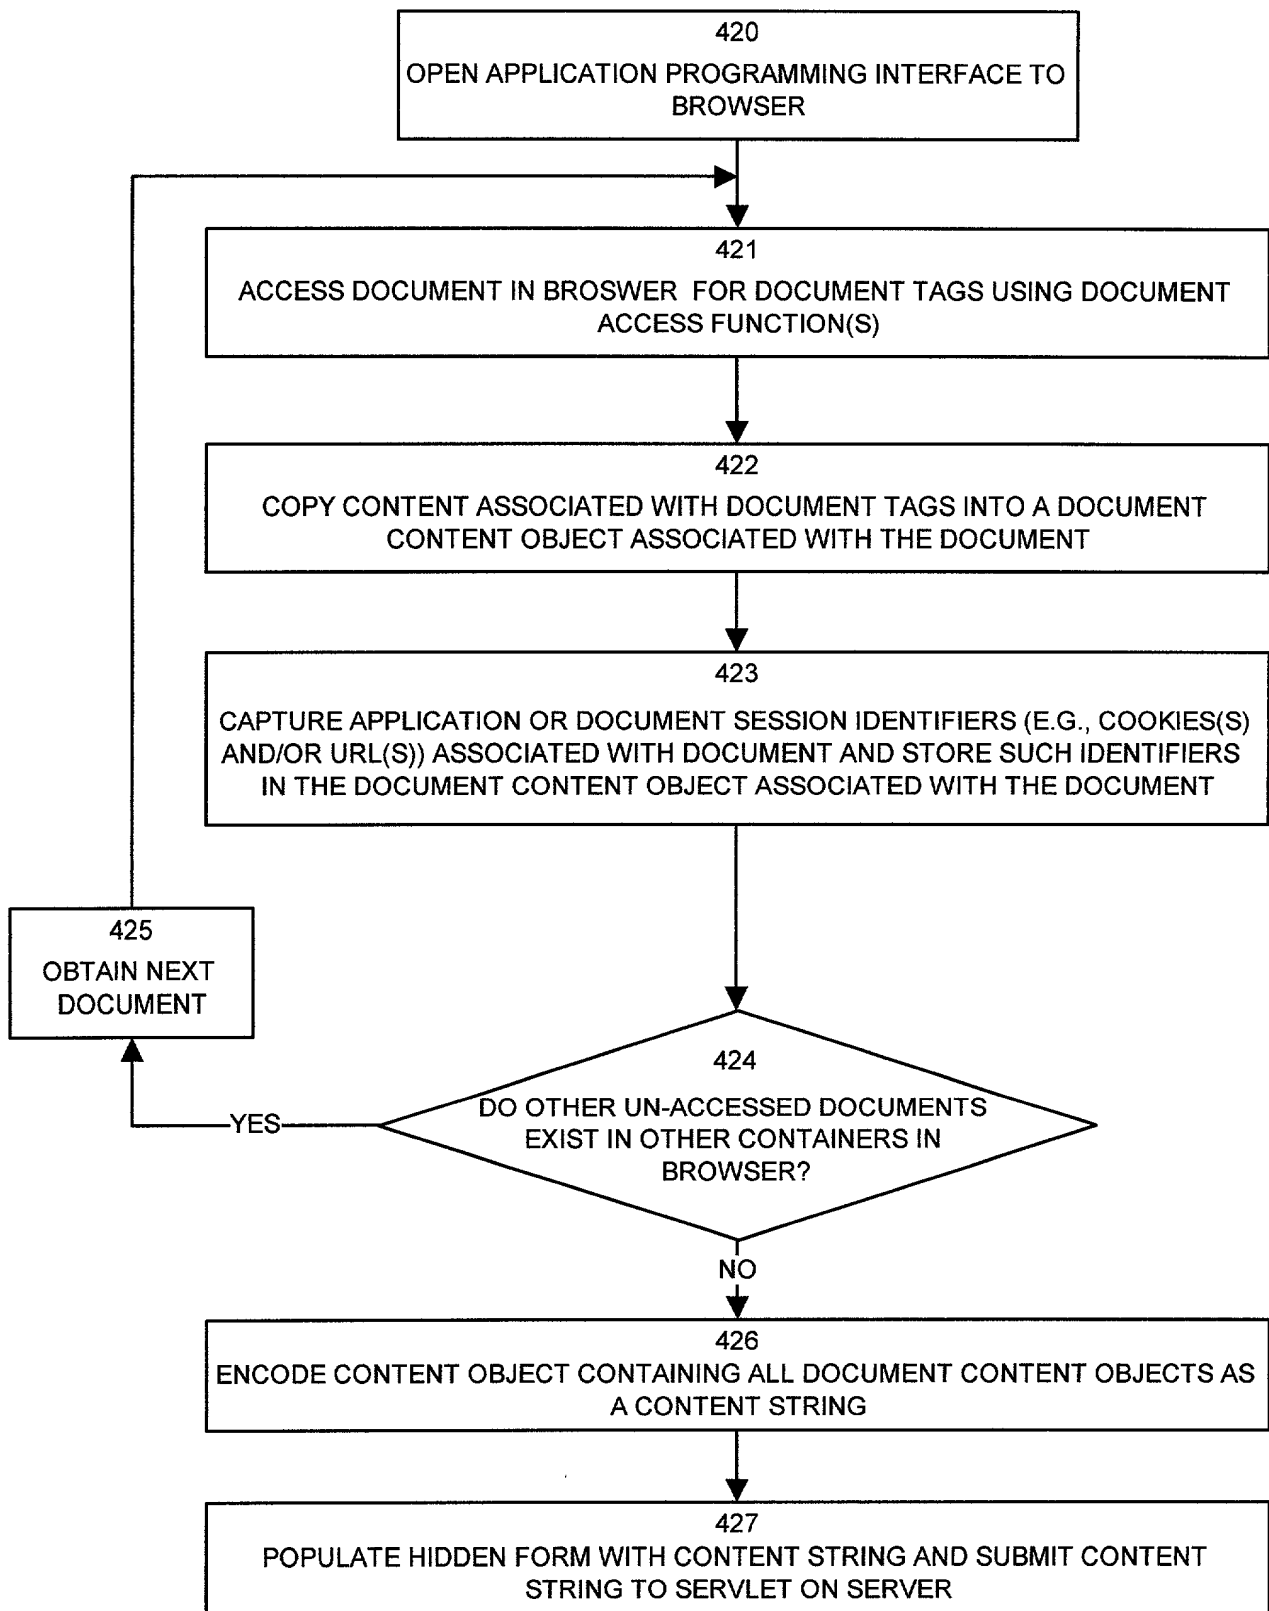 420
OPEN APPLICATION PROGRAMMING INTERFACE TO
BROWSER
421
ACCESS DOCUMENT IN BROSWER FOR DOCUMENT TAGS USING DOCUMENT
ACCESS FUNCTION(S)
422
COPY CONTENT ASSOCIATED WITH DOCUMENT TAGS INTO A DOCUMENT
CONTENT OBJECT ASSOCIATED WITH THE DOCUMENT
423
CAPTURE APPLICATION OR DOCUMENT SESSION IDENTIFIERS (E.G., COOKIES(S)
AND/OR URL(S)) ASSOCIATED WITH DOCUMENT AND STORE SUCH IDENTIFIERS
IN THE DOCUMENT CONTENT OBJECT ASSOCIATED WITH THE DOCUMENT
425
OBTAIN NEXT
DOCUMENT
424
DO OTHER UN-ACCESSED DOCUMENTS
EXIST IN OTHER CONTAINERS IN
BROWSER?
YES
NO
426
ENCODE CONTENT OBJECT CONTAINING ALL DOCUMENT CONTENT OBJECTS AS
A CONTENT STRING
427
POPULATE HIDDEN FORM WITH CONTENT STRING AND SUBMIT CONTENT
STRING TO SERVLET ON SERVER